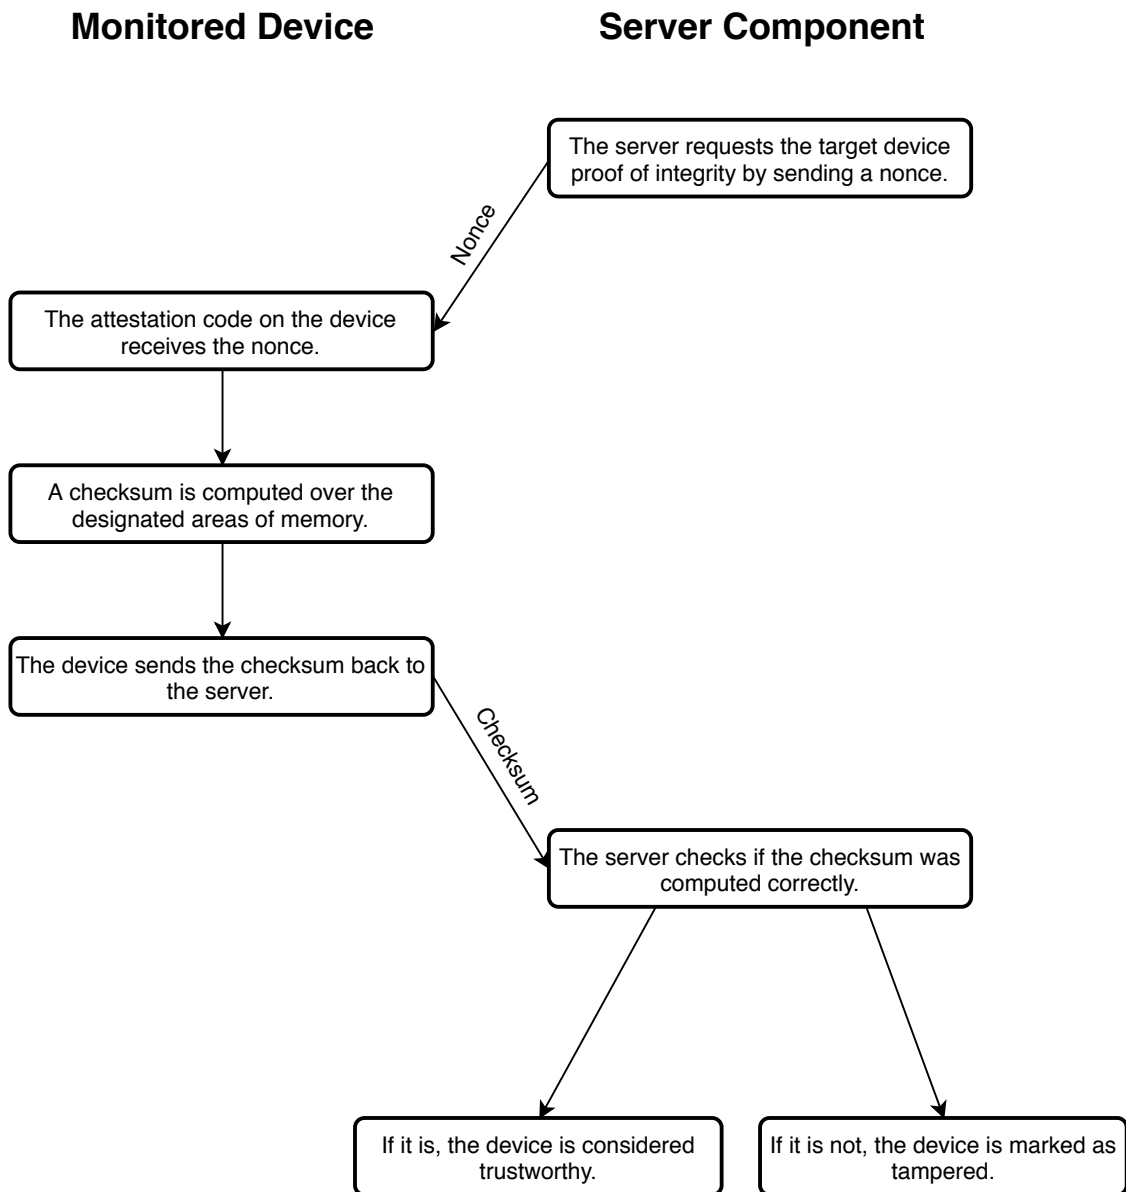 Monitored Device
Server Component
The server requests the target device
proof of integrity by sending a nonce.
Nonce
The attestation code on the device
receives the nonce.
A checksum is computed over the
designated areas of memory.
The device sends the checksum back to
the server.
Checksum
The server checks if the checksum was
computed correctly.
If it is, the device is considered
trustworthy.
If it is not, the device is marked as
tampered.